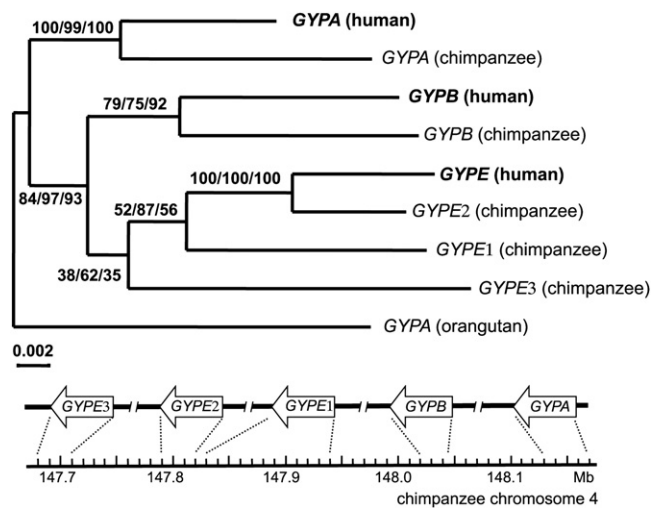 100/99/100
GYPA (human)
GYPA (chimpanzee)
79/75/92
GYPB (human)
GYPB (chimpanzee)
100/100/100
GYPE (human)
84/97/93
52/87/56
GYPE2 (chimpanzee)
GYPE1 (chimpanzee)
38/62/35
GYPE3 (chimpanzee)
GYPA (orangutan)
0.002
GYPE3 GYPE2 GYPE1 GYPB GYPA
147.7 147.8 147.9 148.0 148.1 Mb
chimpanzee chromosome 4